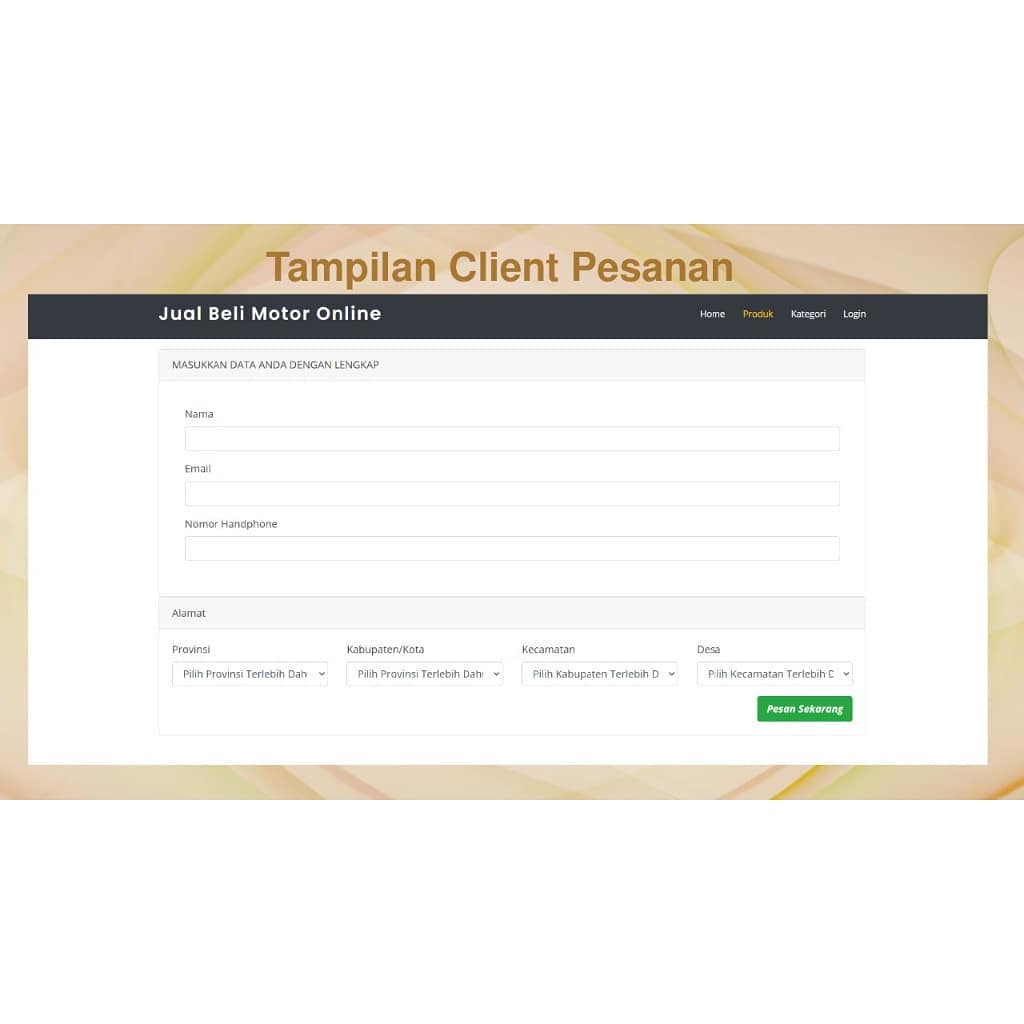 Tampilan Client Pesanan
Jual Beli Motor Online Home Produk Kategori Login
MASUKKAN DATA ANDA DENGAN LENGKAP
Nama
Email
Nomor Handphone
Alamat
Provinsi Kabupaten/Kota Kecamatan Desa
Pilih Provinsi Terlebih Dah Pilih Provinsi Terlebih Dah Pilih Kabupaten Terlebih D Pilih Kecamatan Terlebih D
Pesan Sekarang